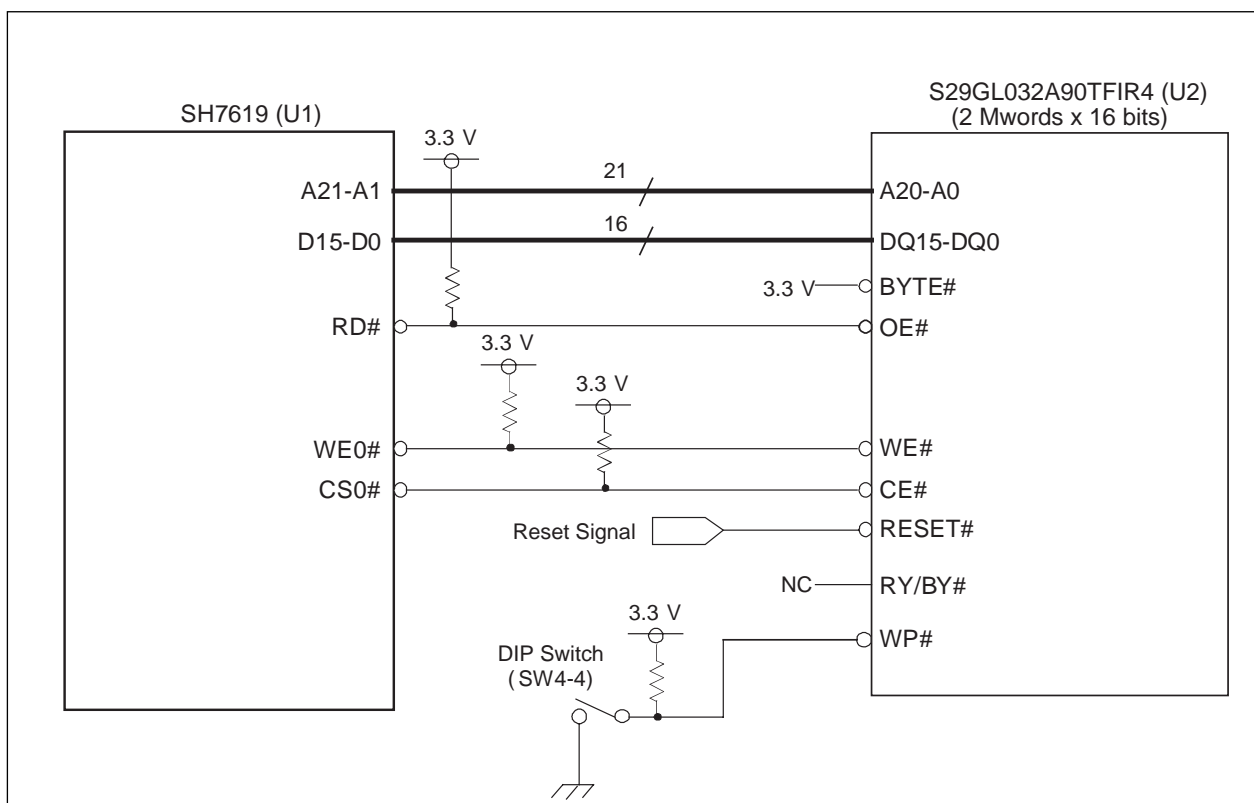 S29GL032A90TFIR4 (U2)
(2 Mwords x 16 bits)
SH7619 (U1)
3.3 V
A21-A1
21
A20-A0
D15-D0
16
DQ15-DQ0
3.3 V
BYTE#
RD#
OE#
3.3 V
3.3 V
WE0#
WE#
CS0#
CE#
Reset Signal
RESET#
NC
RY/BY#
3.3 V
WP#
DIP Switch
(SW4-4)